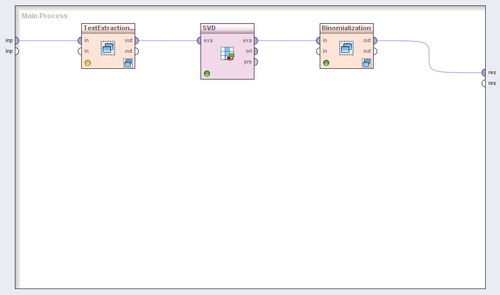 Main Process
TextExtraction...
SVD
Binomialization
inp
in
out
exa
exa
in
out
res
inp
in
out
ori
in
out
res
pre